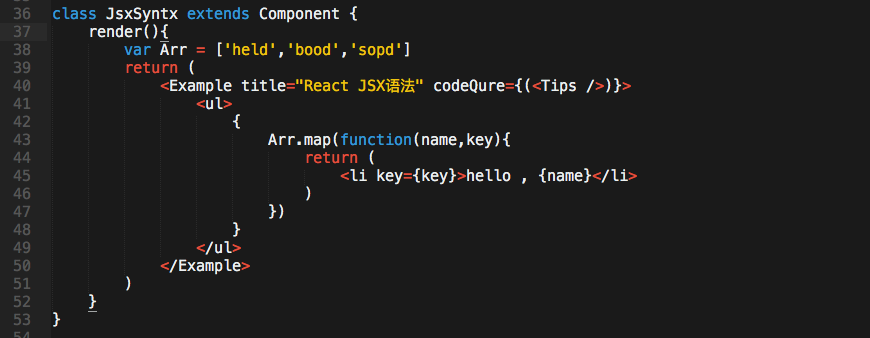 36 class JsxSyntx extends Component {
37     render(){
38         var Arr = ['held','bood','sopd']
39         return (
40             <Example title="React JSX语法" codeQure={(<Tips />)}>
41                 <ul>
42                     {
43                         Arr.map(function(name,key){
44                             return (
45                                 <li key={key}>hello , {name}</li>
46                             )
47                         })
48                     }
49                 </ul>
50             </Example>
51         )
52     }
53 }
54